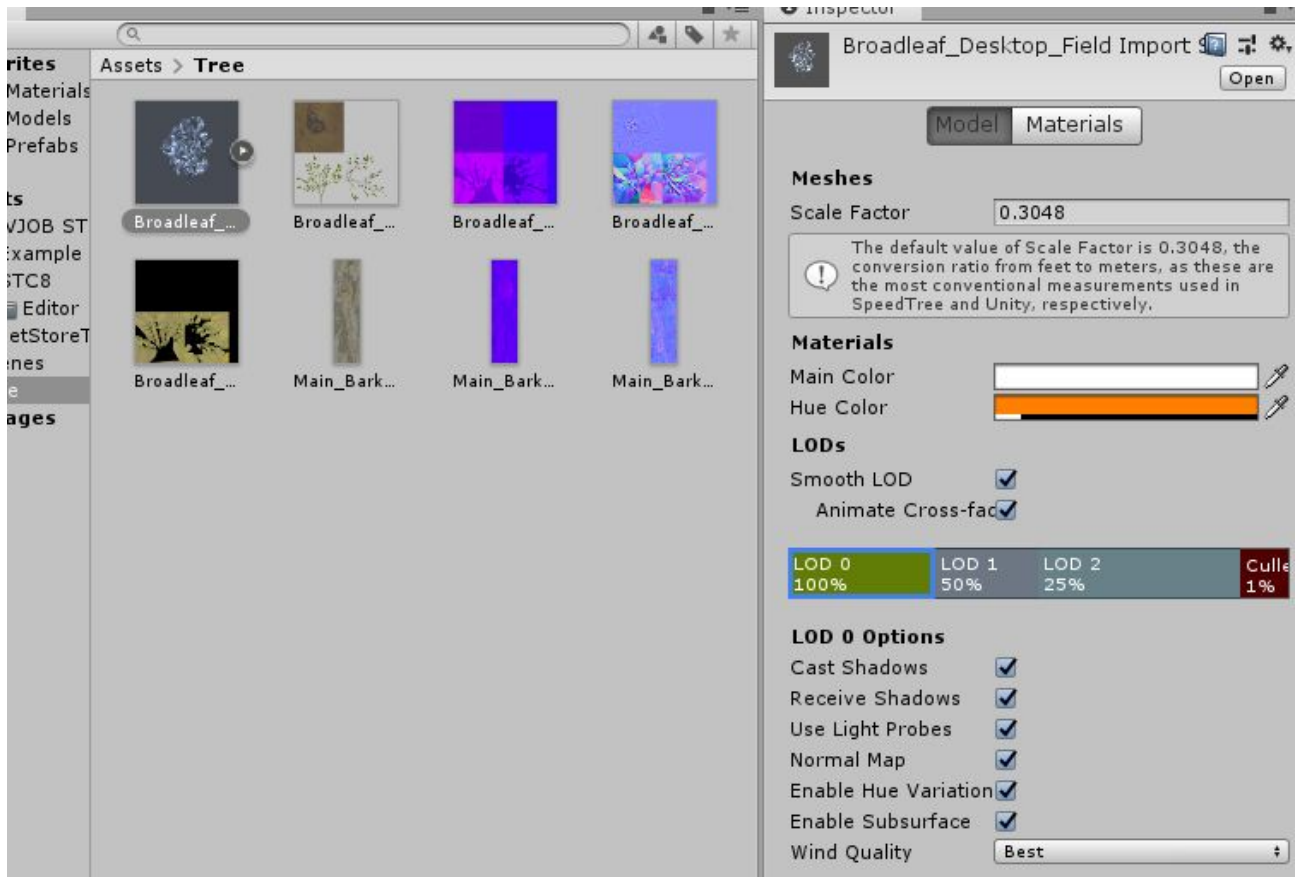 Inspector
rites
Materials
Models
Prefabs
ts
VJOB ST
Example
STC8
Editor
etStoreT
enes
e
ages
Assets > Tree
Broadleaf_...
Broadleaf_...
Broadleaf_...
Broadleaf_...
Broadleaf_...
Main_Bark...
Main_Bark...
Main_Bark...
Broadleaf_Desktop_Field Import S
Open
Model Materials
Meshes
Scale Factor 0.3048
The default value of Scale Factor is 0.3048, the
conversion ratio from feet to meters, as these are
the most conventional measurements used in
SpeedTree and Unity, respectively.
Materials
Main Color
Hue Color
LODs
Smooth LOD
Animate Cross-fac
LOD 0 LOD 1 LOD 2 Culle
100% 50% 25% 1%
LOD 0 Options
Cast Shadows
Receive Shadows
Use Light Probes
Normal Map
Enable Hue Variation
Enable Subsurface
Wind Quality Best